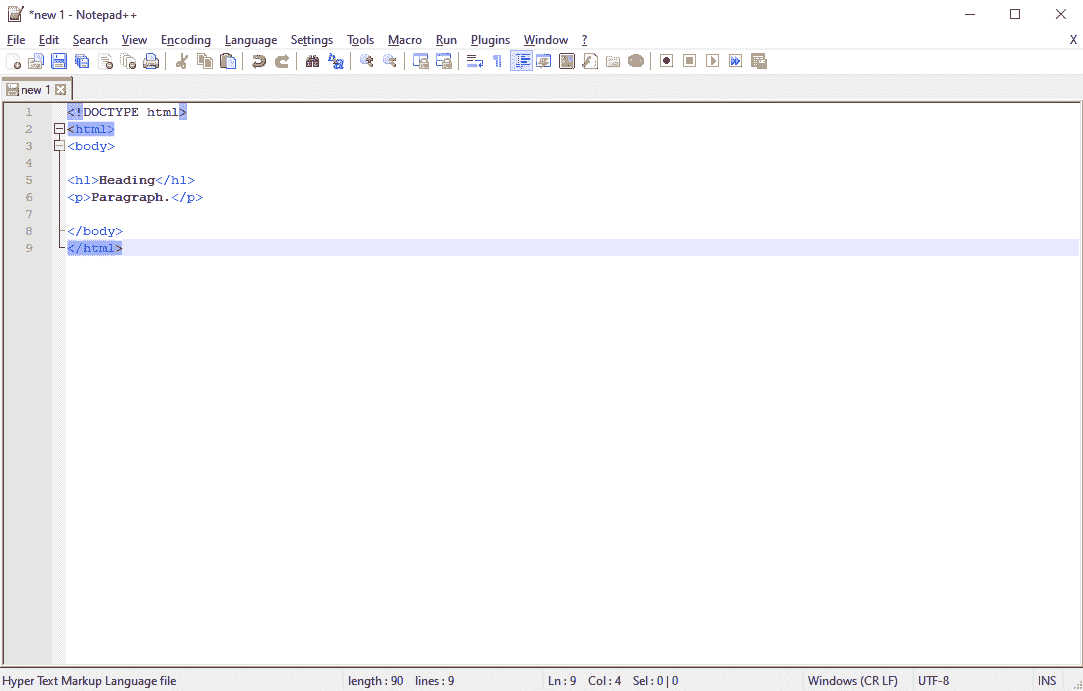 *new 1 - Notepad++
File Edit Search View Encoding Language Settings Tools Macro Run Plugins Window ? X
new 1
1 <!DOCTYPE html>
2 <html>
3 <body>
4
5 <h1>Heading</h1>
6 <p>Paragraph.</p>
7
8 </body>
9 </html>
Hyper Text Markup Language file length : 90 lines : 9 Ln : 9 Col : 4 Sel : 0 | 0 Windows (CR LF) UTF-8 INS